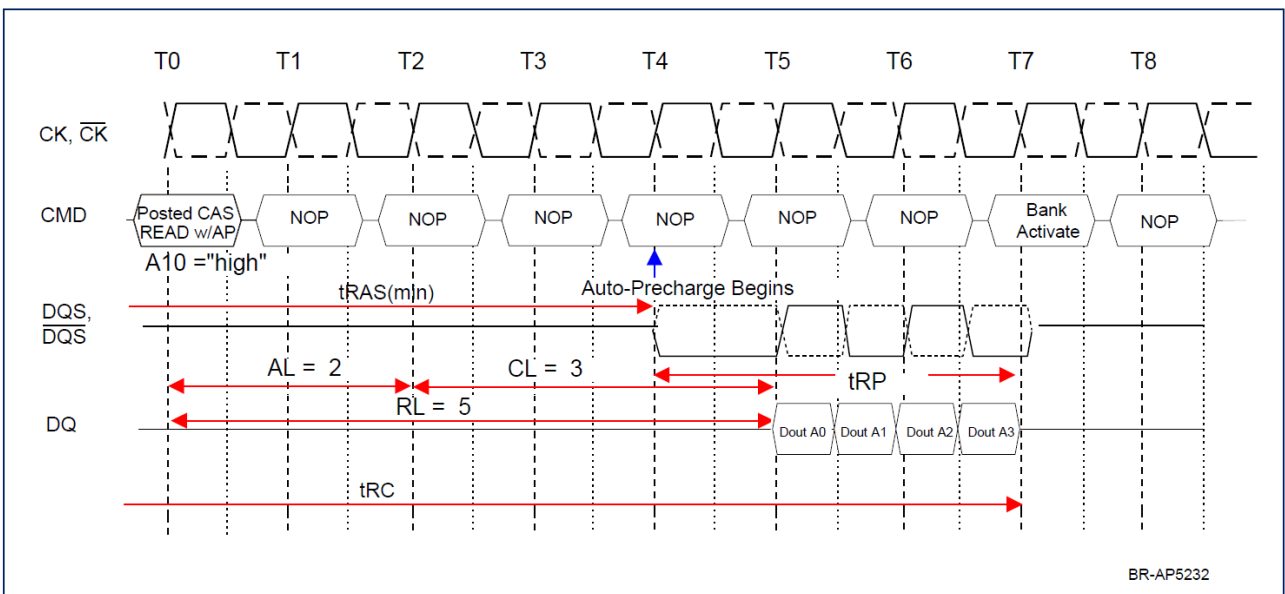 T0 T1 T2 T3 T4 T5 T6 T7 T8
CK, CK
CMD
Posted CAS
READ w/AP
NOP NOP NOP NOP NOP NOP
Bank
Activate
NOP
A10 ="high"
tRAS(min)
Auto-Precharge Begins
DQS,
DQS
AL = 2
CL = 3
tRP
RL = 5
DQ
Dout A0 Dout A1 Dout A2 Dout A3
tRC
BR-AP5232